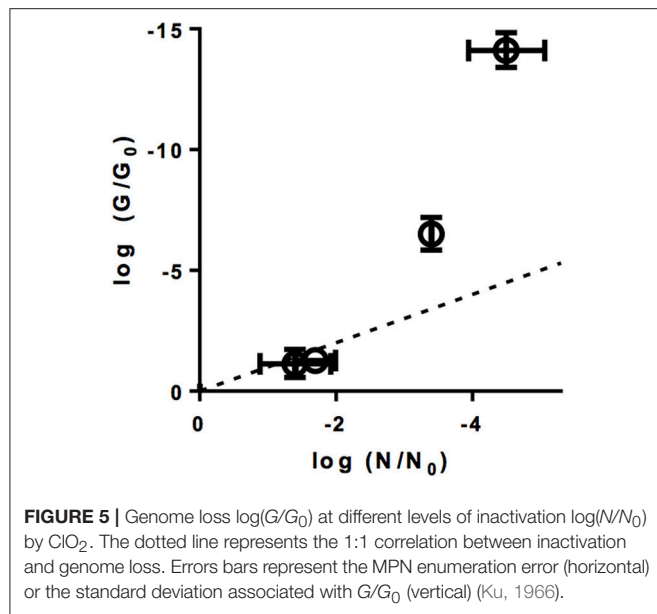 -15
-10
log (G/G0)
-5
0
0
-2
-4
log (N/N0)
FIGURE 5 | Genome loss log(G/G0) at different levels of inactivation log(N/N0)
by ClO2. The dotted line represents the 1:1 correlation between inactivation
and genome loss. Errors bars represent the MPN enumeration error (horizontal)
or the standard deviation associated with G/G0 (vertical) (Ku, 1966).